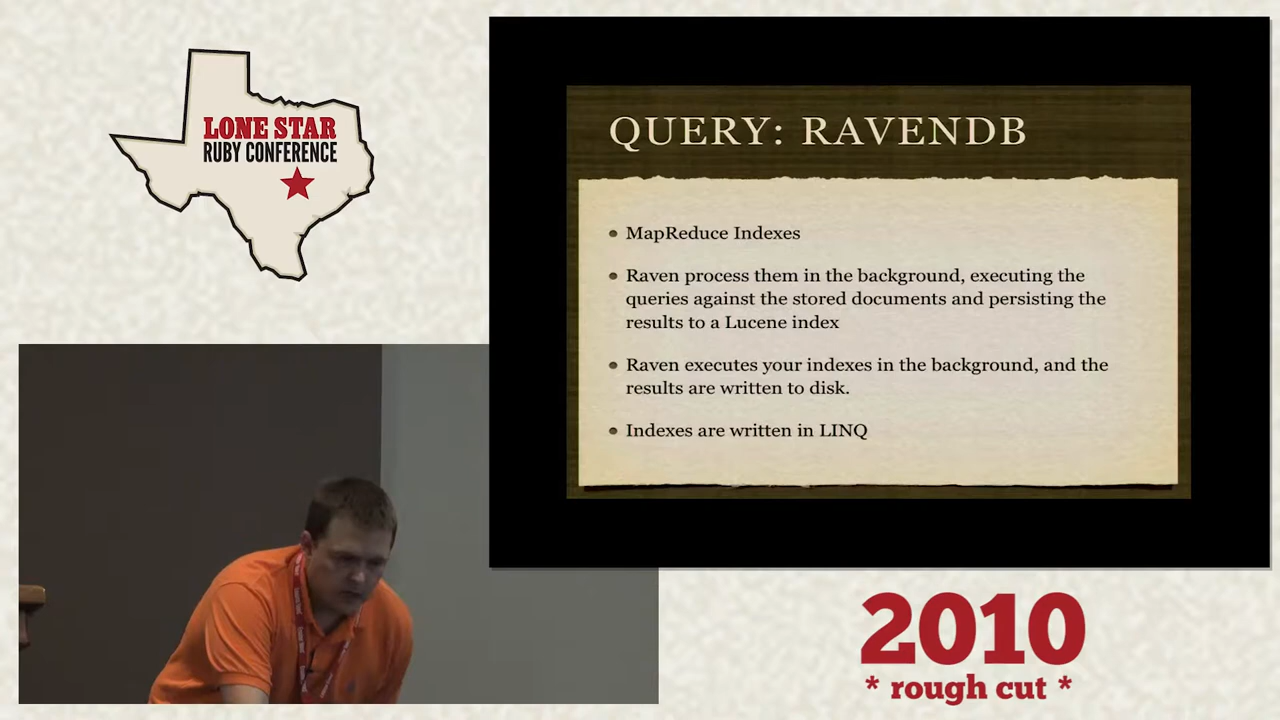 LONE STAR
RUBY CONFERENCE
QUERY: RAVENDB
MapReduce Indexes
Raven process them in the background, executing the
queries against the stored documents and persisting the
results to a Lucene index
Raven executes your indexes in the background, and the
results are written to disk.
Indexes are written in LINQ
2010
* rough cut *